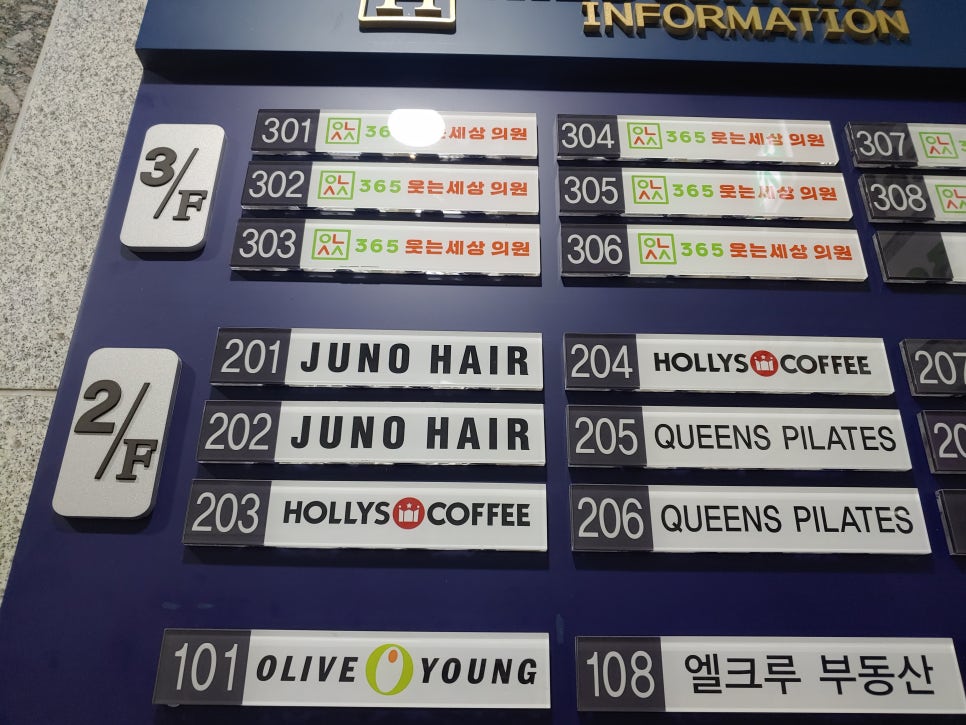 INFORMATION
3/F
301 365 웃는세상 의원
304 365 웃는세상 의원
307
302 365 웃는세상 의원
305 365 웃는세상 의원
308
303 365 웃는세상 의원
306 365 웃는세상 의원
2/F
201 JUNO HAIR
204 HOLLYS COFFEE
207
202 JUNO HAIR
205 QUEENS PILATES
203 HOLLYS COFFEE
206 QUEENS PILATES
101 OLIVE YOUNG
108 엘크루 부동산